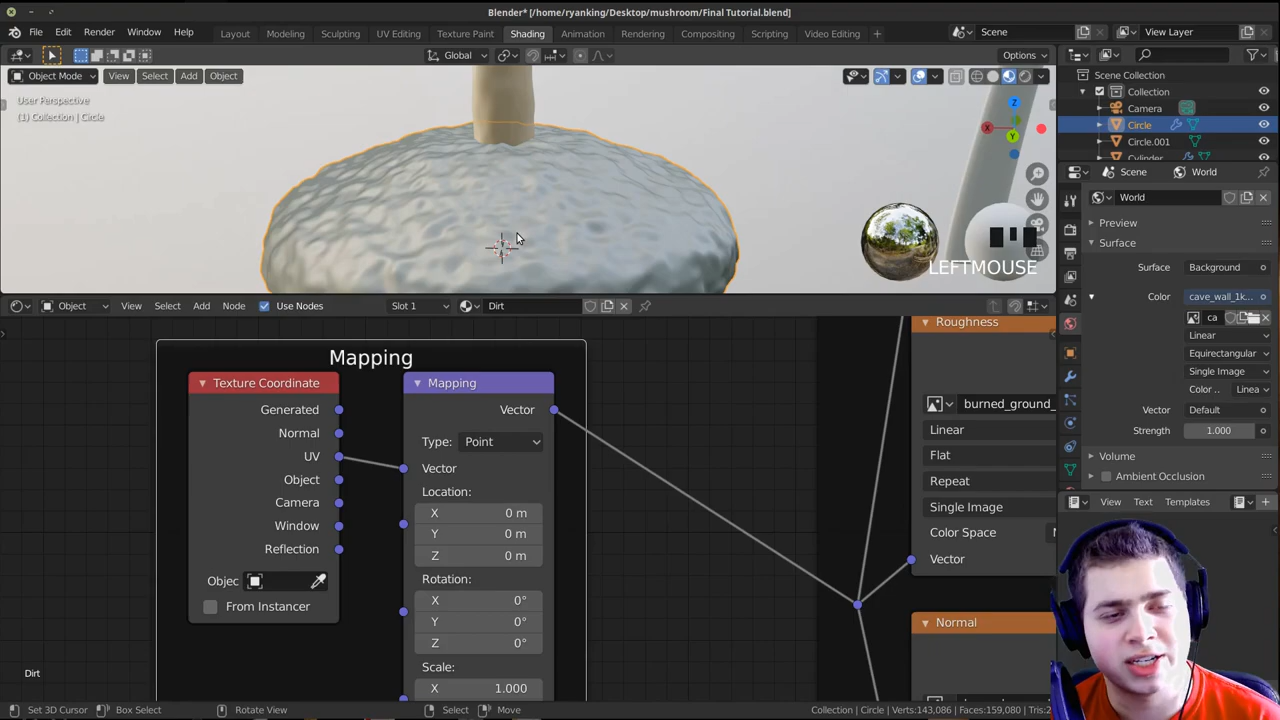 Blender* [/home/ryanking/Desktop/mushroom/Final Tutorial.blend]
File Edit Render Window Help Layout Modeling Sculpting UV Editing Texture Paint Shading Animation Rendering Compositing Scripting Video Editing + Scene View Layer
Global Options
Object Mode View Select Add Object
User Perspective
(1) Collection | Circle
LEFTMOUSE
Scene Collection
Collection
Camera
Circle
Circle.001
Cylinder
Scene World
World
Preview
Surface
Surface Background
Color cave_wall_1k...
ca
Linear
Equirectangular
Single Image
Color .. Linea
Vector Default
Strength 1.000
Volume
Ambient Occlusion
View Text Templates
Object View Select Add Node Use Nodes Slot 1 Dirt
Mapping
Texture Coordinate
Generated
Normal
UV
Object
Camera
Window
Reflection
Objec
From Instancer
Mapping
Vector
Type: Point
Vector
Location:
X 0 m
Y 0 m
Z 0 m
Rotation:
X 0°
Y 0°
Z 0°
Scale:
X 1.000
Roughness
burned_ground_
Linear
Flat
Repeat
Single Image
Color Space
Vector
Normal
Dirt
Set 3D Cursor Box Select Rotate View Select Move Collection | Circle | Verts:143,086 | Faces:159,080 | Tris:2